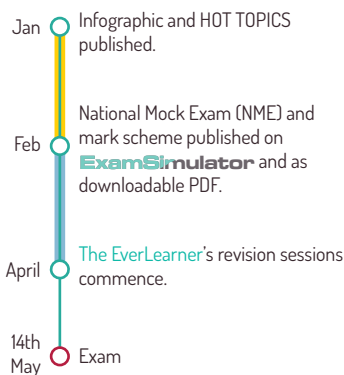 Jan
Infographic and HOT TOPICS
published.
Feb
National Mock Exam (NME) and
mark scheme published on
ExamSimulator and as
downloadable PDF.
April
The EverLearner's revision sessions
commence.
14th
May
Exam